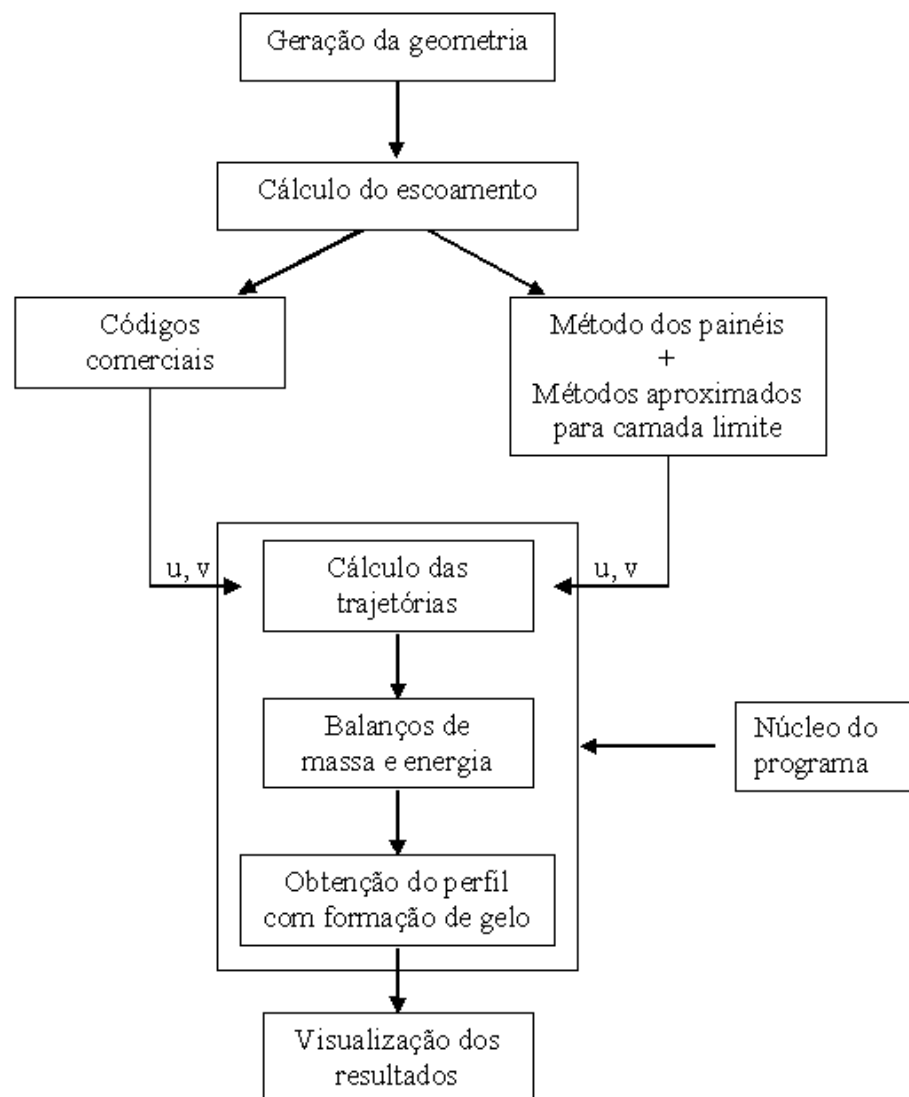 Geração da geometria
Cálculo do escoamento
Códigos
comerciais
Método dos painéis
+
Métodos aproximados
para camada limite
u, v
u, v
Cálculo das
trajetórias
Balanços de
massa e energia
Núcleo do
programa
Obtenção do perfil
com formação de gelo
Visualização dos
resultados